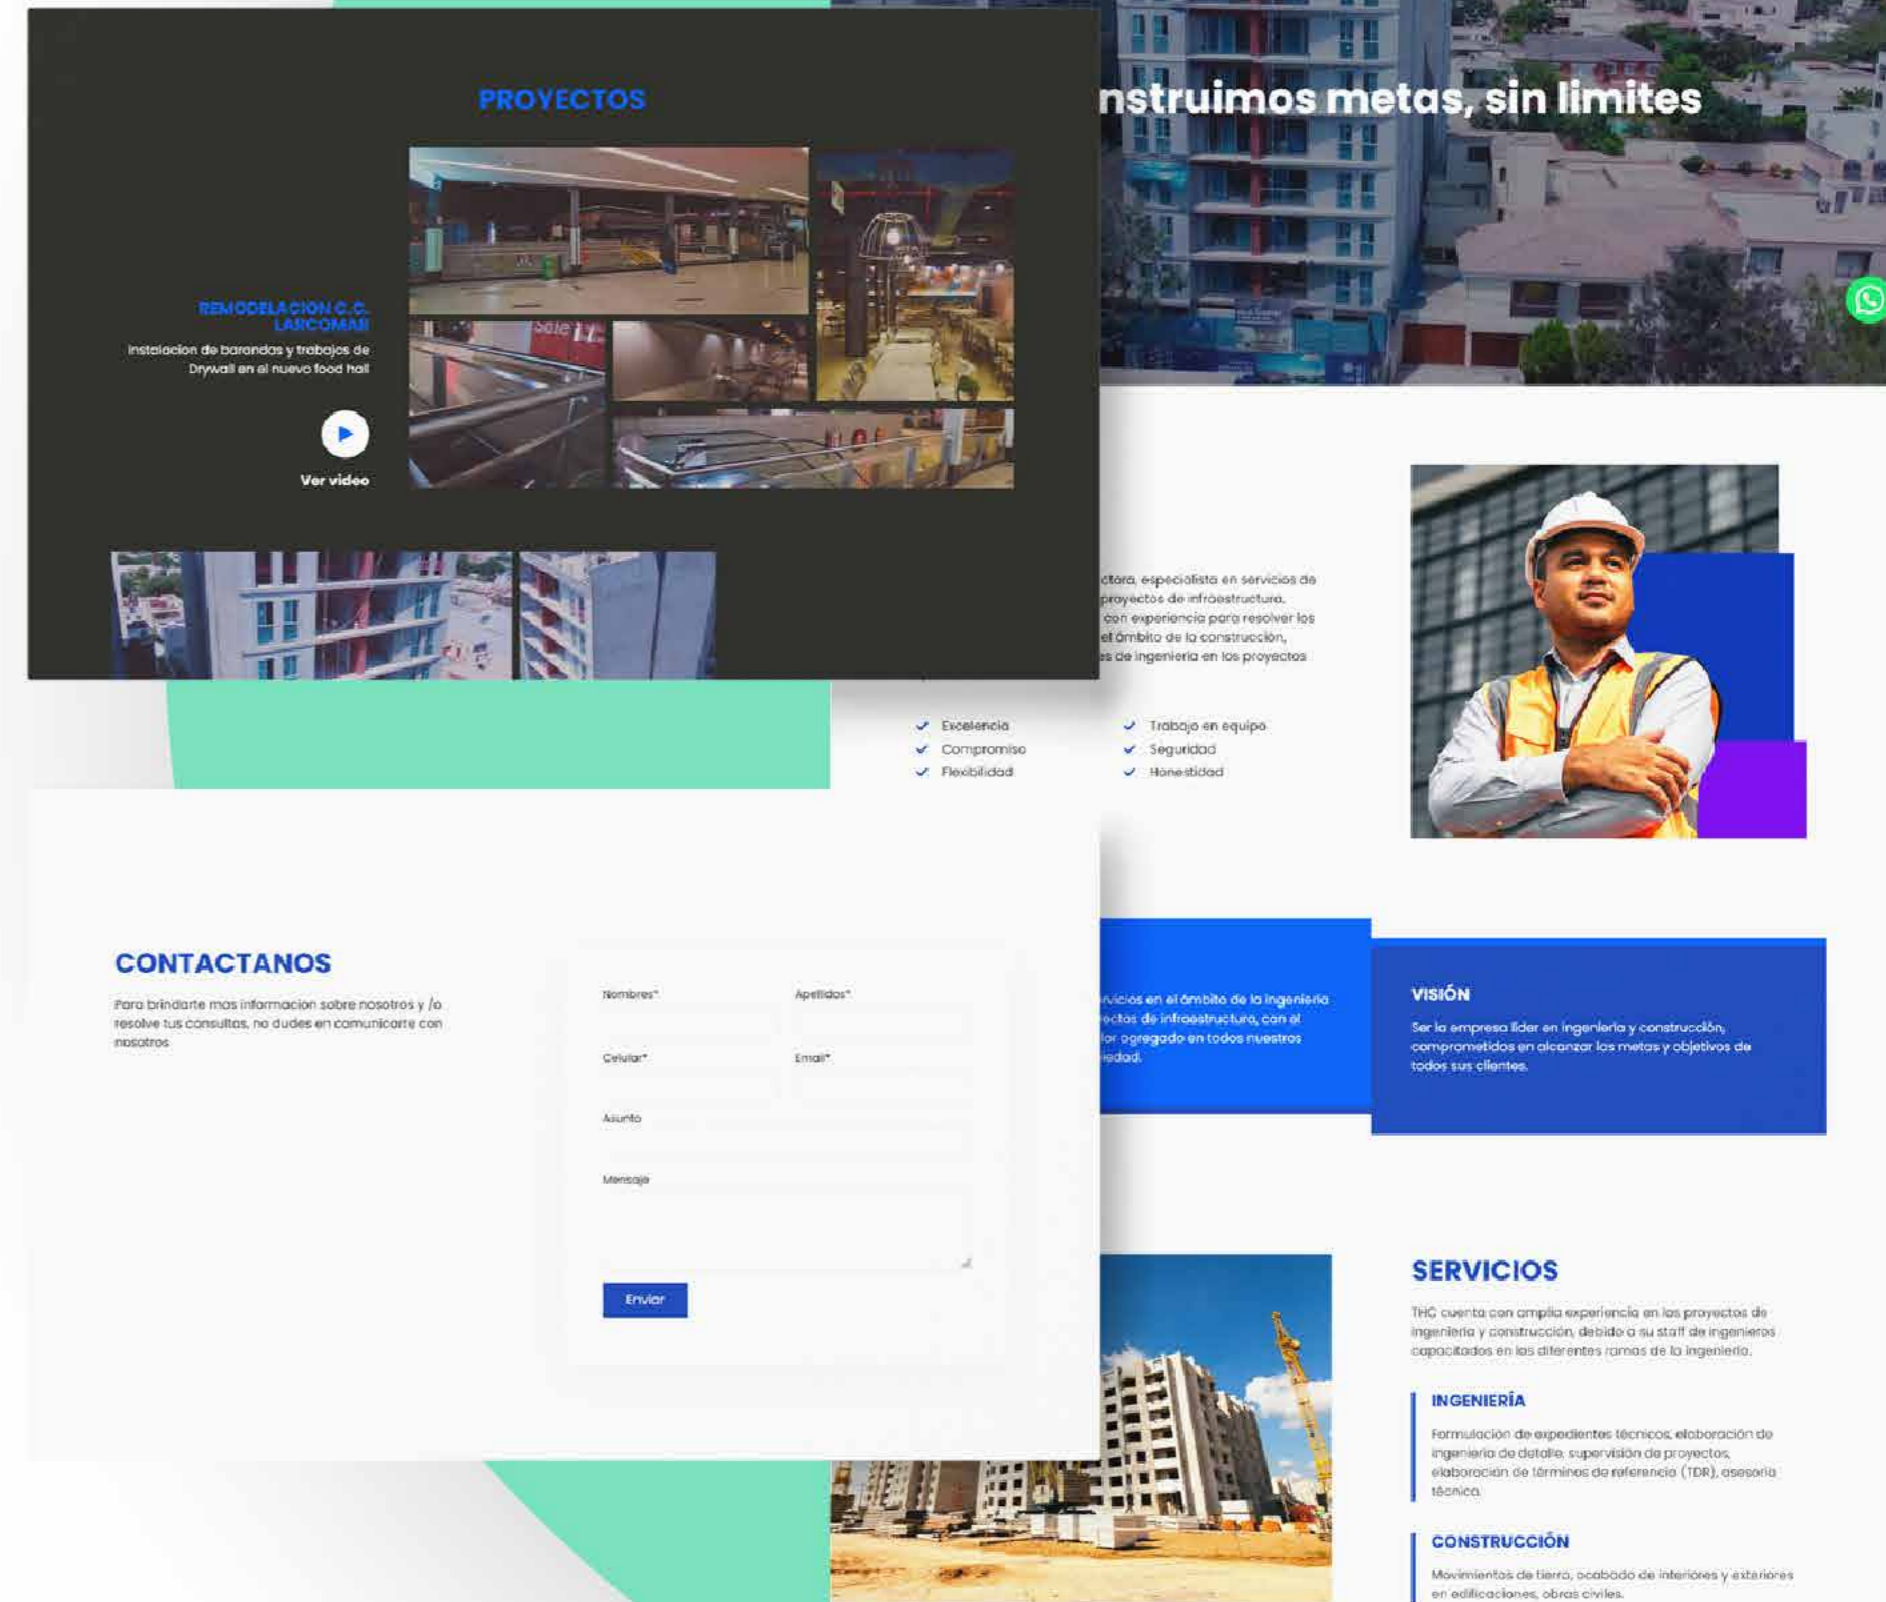 PROYECTOS
REMODELACION C.C.
LARCOMAR
Instalacion de barandas y trabajos de
Drywall en el nuevo food hall
Ver video
Sale
nstruimos metas, sin limites
ctora, especialista en servicios de
proyectos de infraestructura,
con experiencia para resolver los
el ámbito de la construcción,
es de ingeniería en los proyectos
Excelencia
Compromiso
Flexibilidad
Trabajo en equipo
Seguridad
Honestidad
CONTACTANOS
Para brindarte mas informacion sobre nosotros y /o
resolve tus consultas, no dudes en comunicarte con
nosotros
Nombres*
Apellidos*
Celular*
Email*
Asunto
Mensaje
Enviar
rvicios en el ámbito de la ingeniería
ectos de infraestructura, con el
lor agregado en todos nuestros
iedad.
VISIÓN
Ser la empresa líder en ingeniería y construcción,
comprometidos en alcanzar las metas y objetivos de
todos sus clientes.
SERVICIOS
THC cuenta con amplia experiencia en los proyectos de
ingeniería y construcción, debido a su staff de ingenieros
capacitados en las diferentes ramas de la ingeniería.
INGENIERÍA
Formulación de expedientes técnicos, elaboración de
ingeniería de detalle, supervisión de proyectos,
elaboración de términos de referencia (TDR), asesoría
técnica.
CONSTRUCCIÓN
Movimientos de tierra, acabado de interiores y exteriores
en edificaciones, obras civiles.